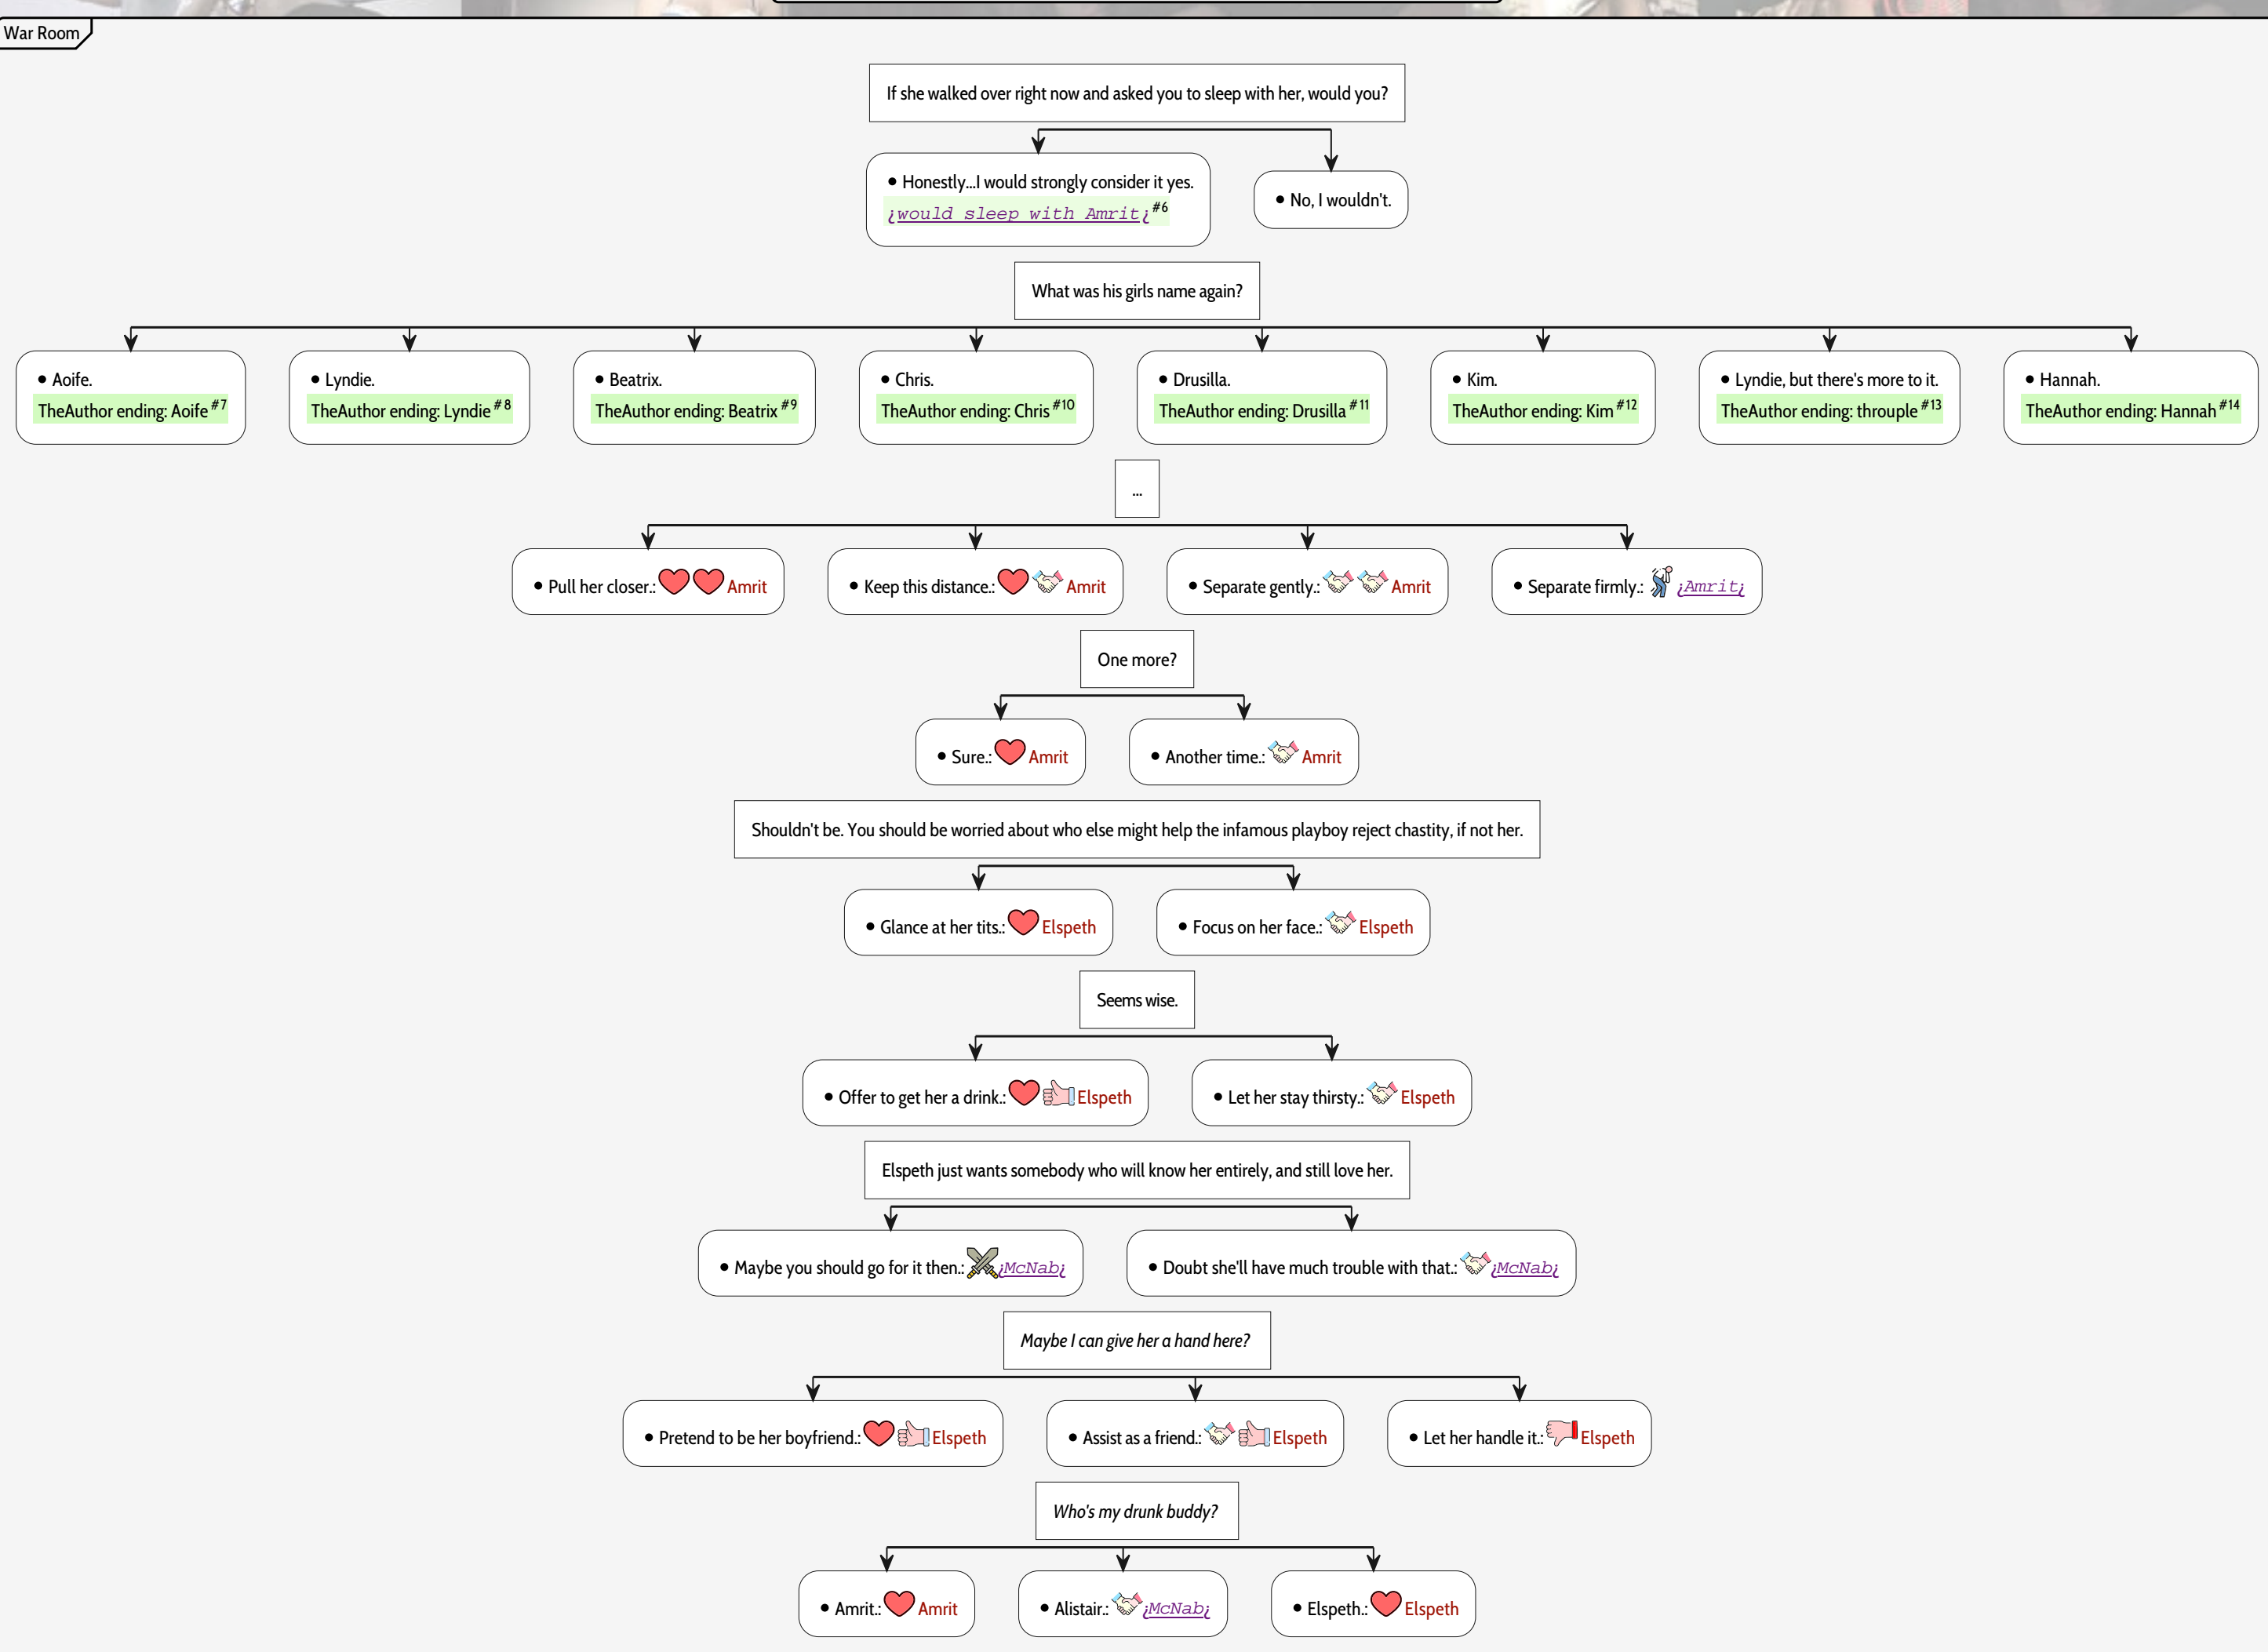 War Room
If she walked over right now and asked you to sleep with her, would you?
• Honestly...I would strongly consider it yes.
¿would sleep with Amrit¿ #6
• No, I wouldn't.
What was his girls name again?
• Aoife.
TheAuthor ending: Aoife #7
• Lyndie.
TheAuthor ending: Lyndie #8
• Beatrix.
TheAuthor ending: Beatrix #9
• Chris.
TheAuthor ending: Chris #10
• Drusilla.
TheAuthor ending: Drusilla #11
• Kim.
TheAuthor ending: Kim #12
• Lyndie, but there's more to it.
TheAuthor ending: throuple #13
• Hannah.
TheAuthor ending: Hannah #14
...
• Pull her closer.: Amrit
• Keep this distance.: Amrit
• Separate gently.: Amrit
• Separate firmly.: ¿Amrit¿
One more?
• Sure.: Amrit
• Another time.: Amrit
Shouldn't be. You should be worried about who else might help the infamous playboy reject chastity, if not her.
• Glance at her tits.: Elspeth
• Focus on her face.: Elspeth
Seems wise.
• Offer to get her a drink.: Elspeth
• Let her stay thirsty.: Elspeth
Elspeth just wants somebody who will know her entirely, and still love her.
• Maybe you should go for it then.: ¿McNab¿
• Doubt she'll have much trouble with that.: ¿McNab¿
Maybe I can give her a hand here?
• Pretend to be her boyfriend.: Elspeth
• Assist as a friend.: Elspeth
• Let her handle it.: Elspeth
Who's my drunk buddy?
• Amrit.: Amrit
• Alistair.: ¿McNab¿
• Elspeth.: Elspeth